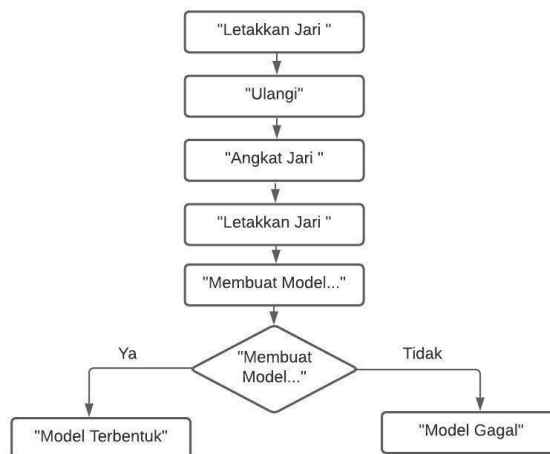 "Letakkan Jari "
"Ulangi"
"Angkat Jari "
"Letakkan Jari "
"Membuat Model..."
"Membuat
Model..."
Ya
Tidak
"Model Terbentuk"
"Model Gagal"